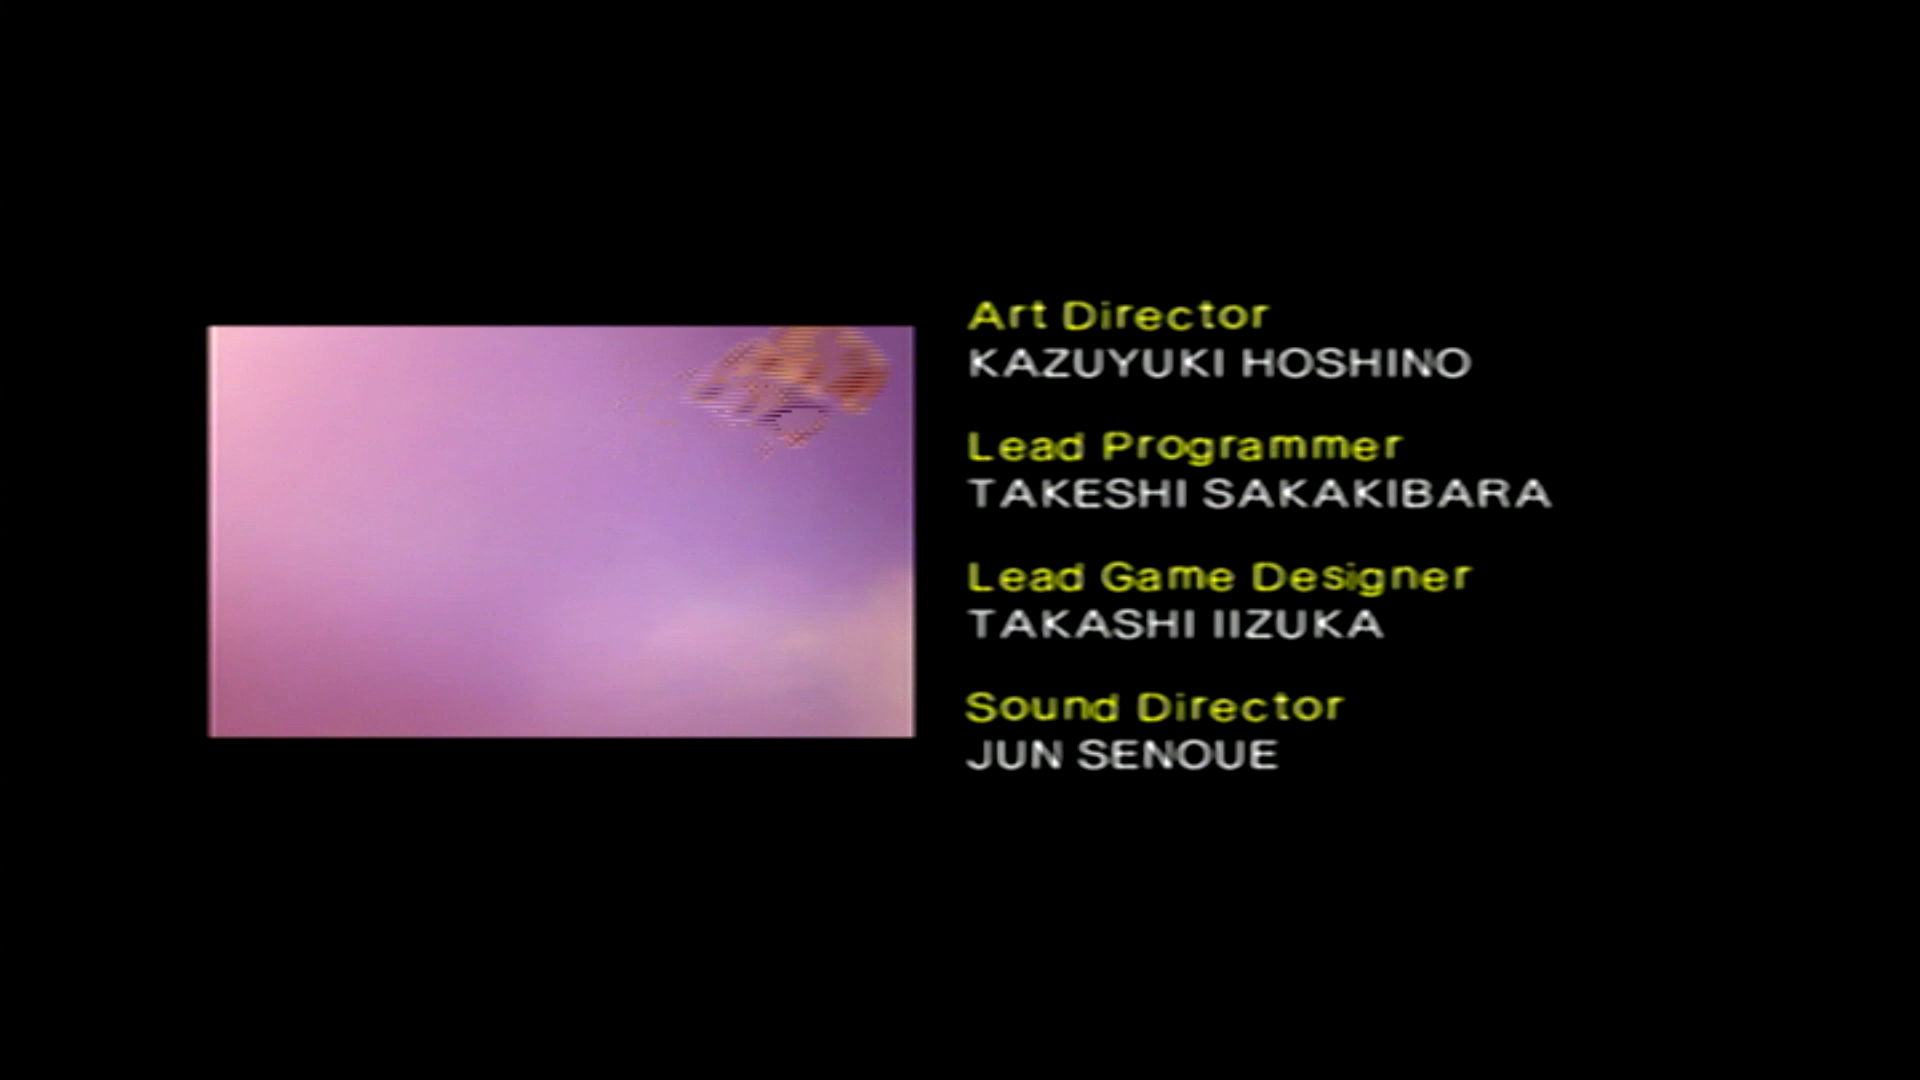 Art Director
KAZUYUKI HOSHINO
Lead Programmer
TAKESHI SAKAKIBARA
Lead Game Designer
TAKASHI IIZUKA
Sound Director
JUN SENOUE